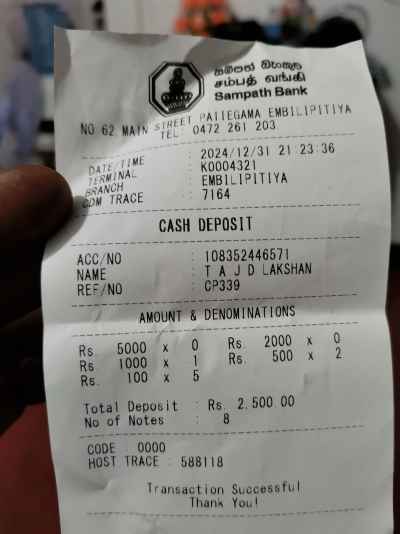 සම්පත් බැංකුව
சம்பத் வங்கி
Sampath Bank
NO 62 MAIN STREET PALLEGAMA EMBILIPITIYA
TEL: 0472 261 203
DATE/TIME : 2024/12/31 21:23:36
TERMINAL : K0004321
BRANCH : EMBILIPITIYA
CDM TRACE : 7164
CASH DEPOSIT
ACC/NO : 108352446571
NAME : T A J D LAKSHAN
REF/NO : CP339
AMOUNT & DENOMINATIONS
Rs. 5000 x 0 Rs. 2000 x 0
Rs. 1000 x 1 Rs. 500 x 2
Rs. 100 x 5
Total Deposit : Rs. 2,500.00
No of Notes : 8
CODE : 0000
HOST TRACE : 588118
Transaction Successful
Thank You!